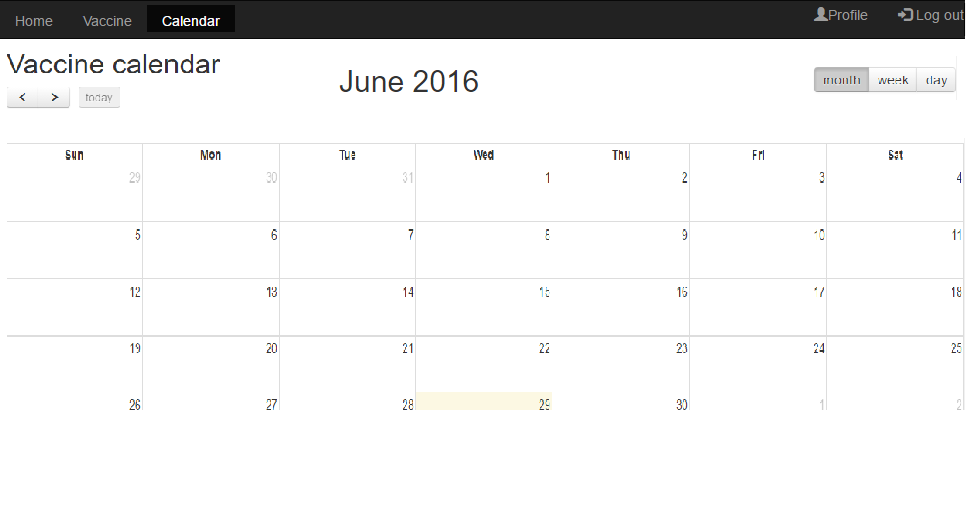 Home Vaccine Calendar Profile Log out
Vaccine calendar
June 2016
month week day
< > today
Sun Mon Tue Wed Thu Fri Sat
29 30 31 1 2 3 4
5 6 7 8 9 10 11
12 13 14 15 16 17 18
19 20 21 22 23 24 25
26 27 28 29 30 1 2